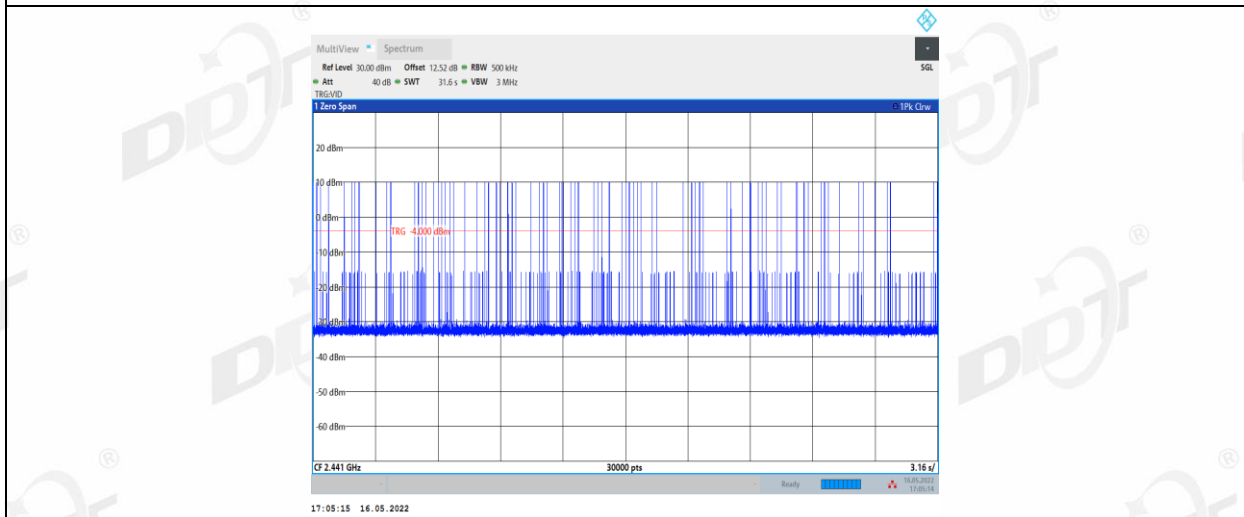 MultiView Spectrum
Ref Level 30.00 dBm Offset 12.52 dB RBW 500 kHz SGL
Att 40 dB SWT 31.6 s VBW 3 MHz
TRG:VID
1 Zero Span 1Pk Clrw
20 dBm
10 dBm
0 dBm
TRG -4.000 dBm
-10 dBm
-20 dBm
-30 dBm
-40 dBm
-50 dBm
-60 dBm
CF 2.441 GHz 30000 pts 3.16 s/
Ready 16.05.2022
17:05:14
17:05:15 16.05.2022
DDT
®